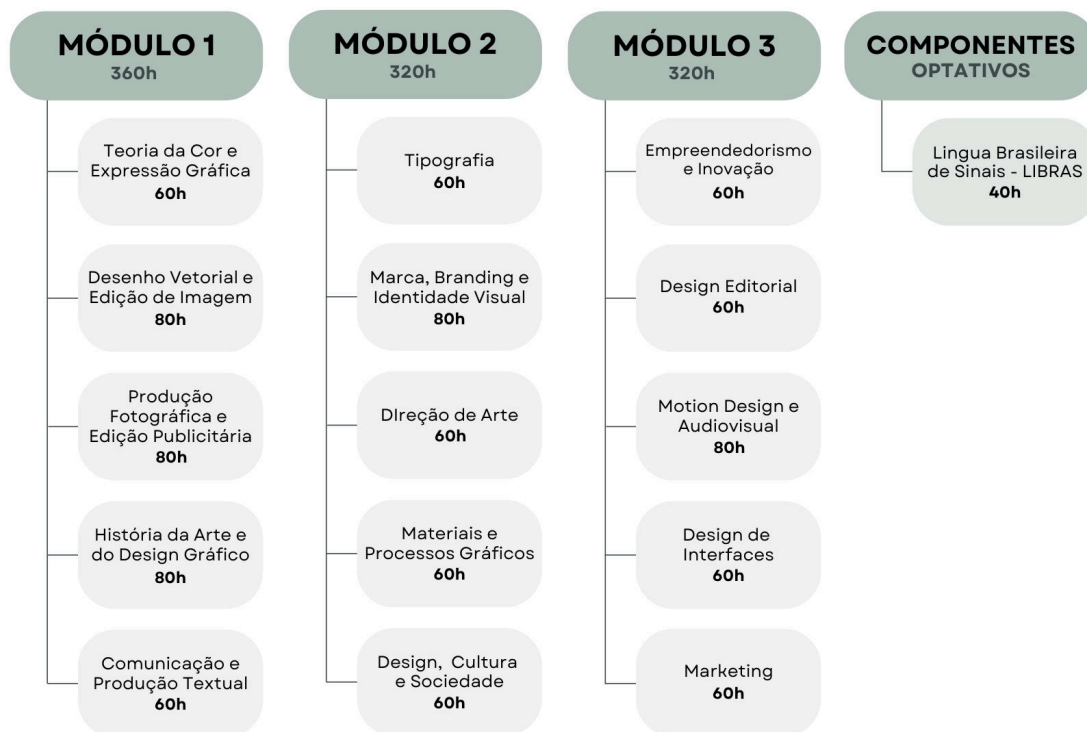 MÓDULO 1
360h
Teoria da Cor e
Expressão Gráfica
60h
Desenho Vetorial e
Edição de Imagem
80h
Produção
Fotográfica e
Edição Publicitária
80h
História da Arte e
do Design Gráfico
80h
Comunicação e
Produção Textual
60h
MÓDULO 2
320h
Tipografia
60h
Marca, Branding e
Identidade Visual
80h
DIreção de Arte
60h
Materiais e
Processos Gráficos
60h
Design, Cultura
e Sociedade
60h
MÓDULO 3
320h
Empreendedorismo
e Inovação
60h
Design Editorial
60h
Motion Design e
Audiovisual
80h
Design de
Interfaces
60h
Marketing
60h
COMPONENTES
OPTATIVOS
Lingua Brasileira
de Sinais - LIBRAS
40h